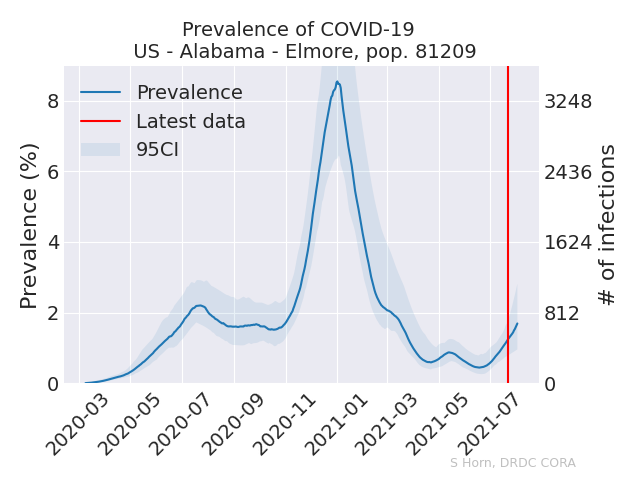 Prevalence of COVID-19
US - Alabama - Elmore, pop. 81209
Prevalence (%)
8
6
4
2
0
Prevalence
Latest data
95CI
3248
2436
1624
812
0
# of infections
2020-03
2020-05
2020-07
2020-09
2020-11
2021-01
2021-03
2021-05
2021-07
S Horn, DRDC CORA